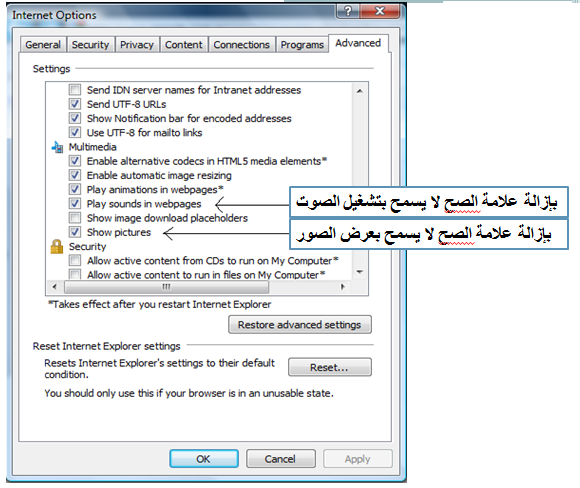 Internet Options
General Security Privacy Content Connections Programs Advanced
Settings
Send IDN server names for Intranet addresses
Send UTF-8 URLs
Show Notification bar for encoded addresses
Use UTF-8 for mailto links
Multimedia
Enable alternative codecs in HTML5 media elements*
Enable automatic image resizing
Play animations in webpages*
Play sounds in webpages
بإزالة علامة الصح لا يسمح بتشغيل الصوت
Show image download placeholders
Show pictures
بإزالة علامة الصح لا يسمح بعرض الصور
Security
Allow active content from CDs to run on My Computer*
Allow active content to run in files on My Computer*
*Takes effect after you restart Internet Explorer
Restore advanced settings
Reset Internet Explorer settings
Resets Internet Explorer's settings to their default
condition.
Reset...
You should only use this if your browser is in an unusable state.
OK Cancel Apply